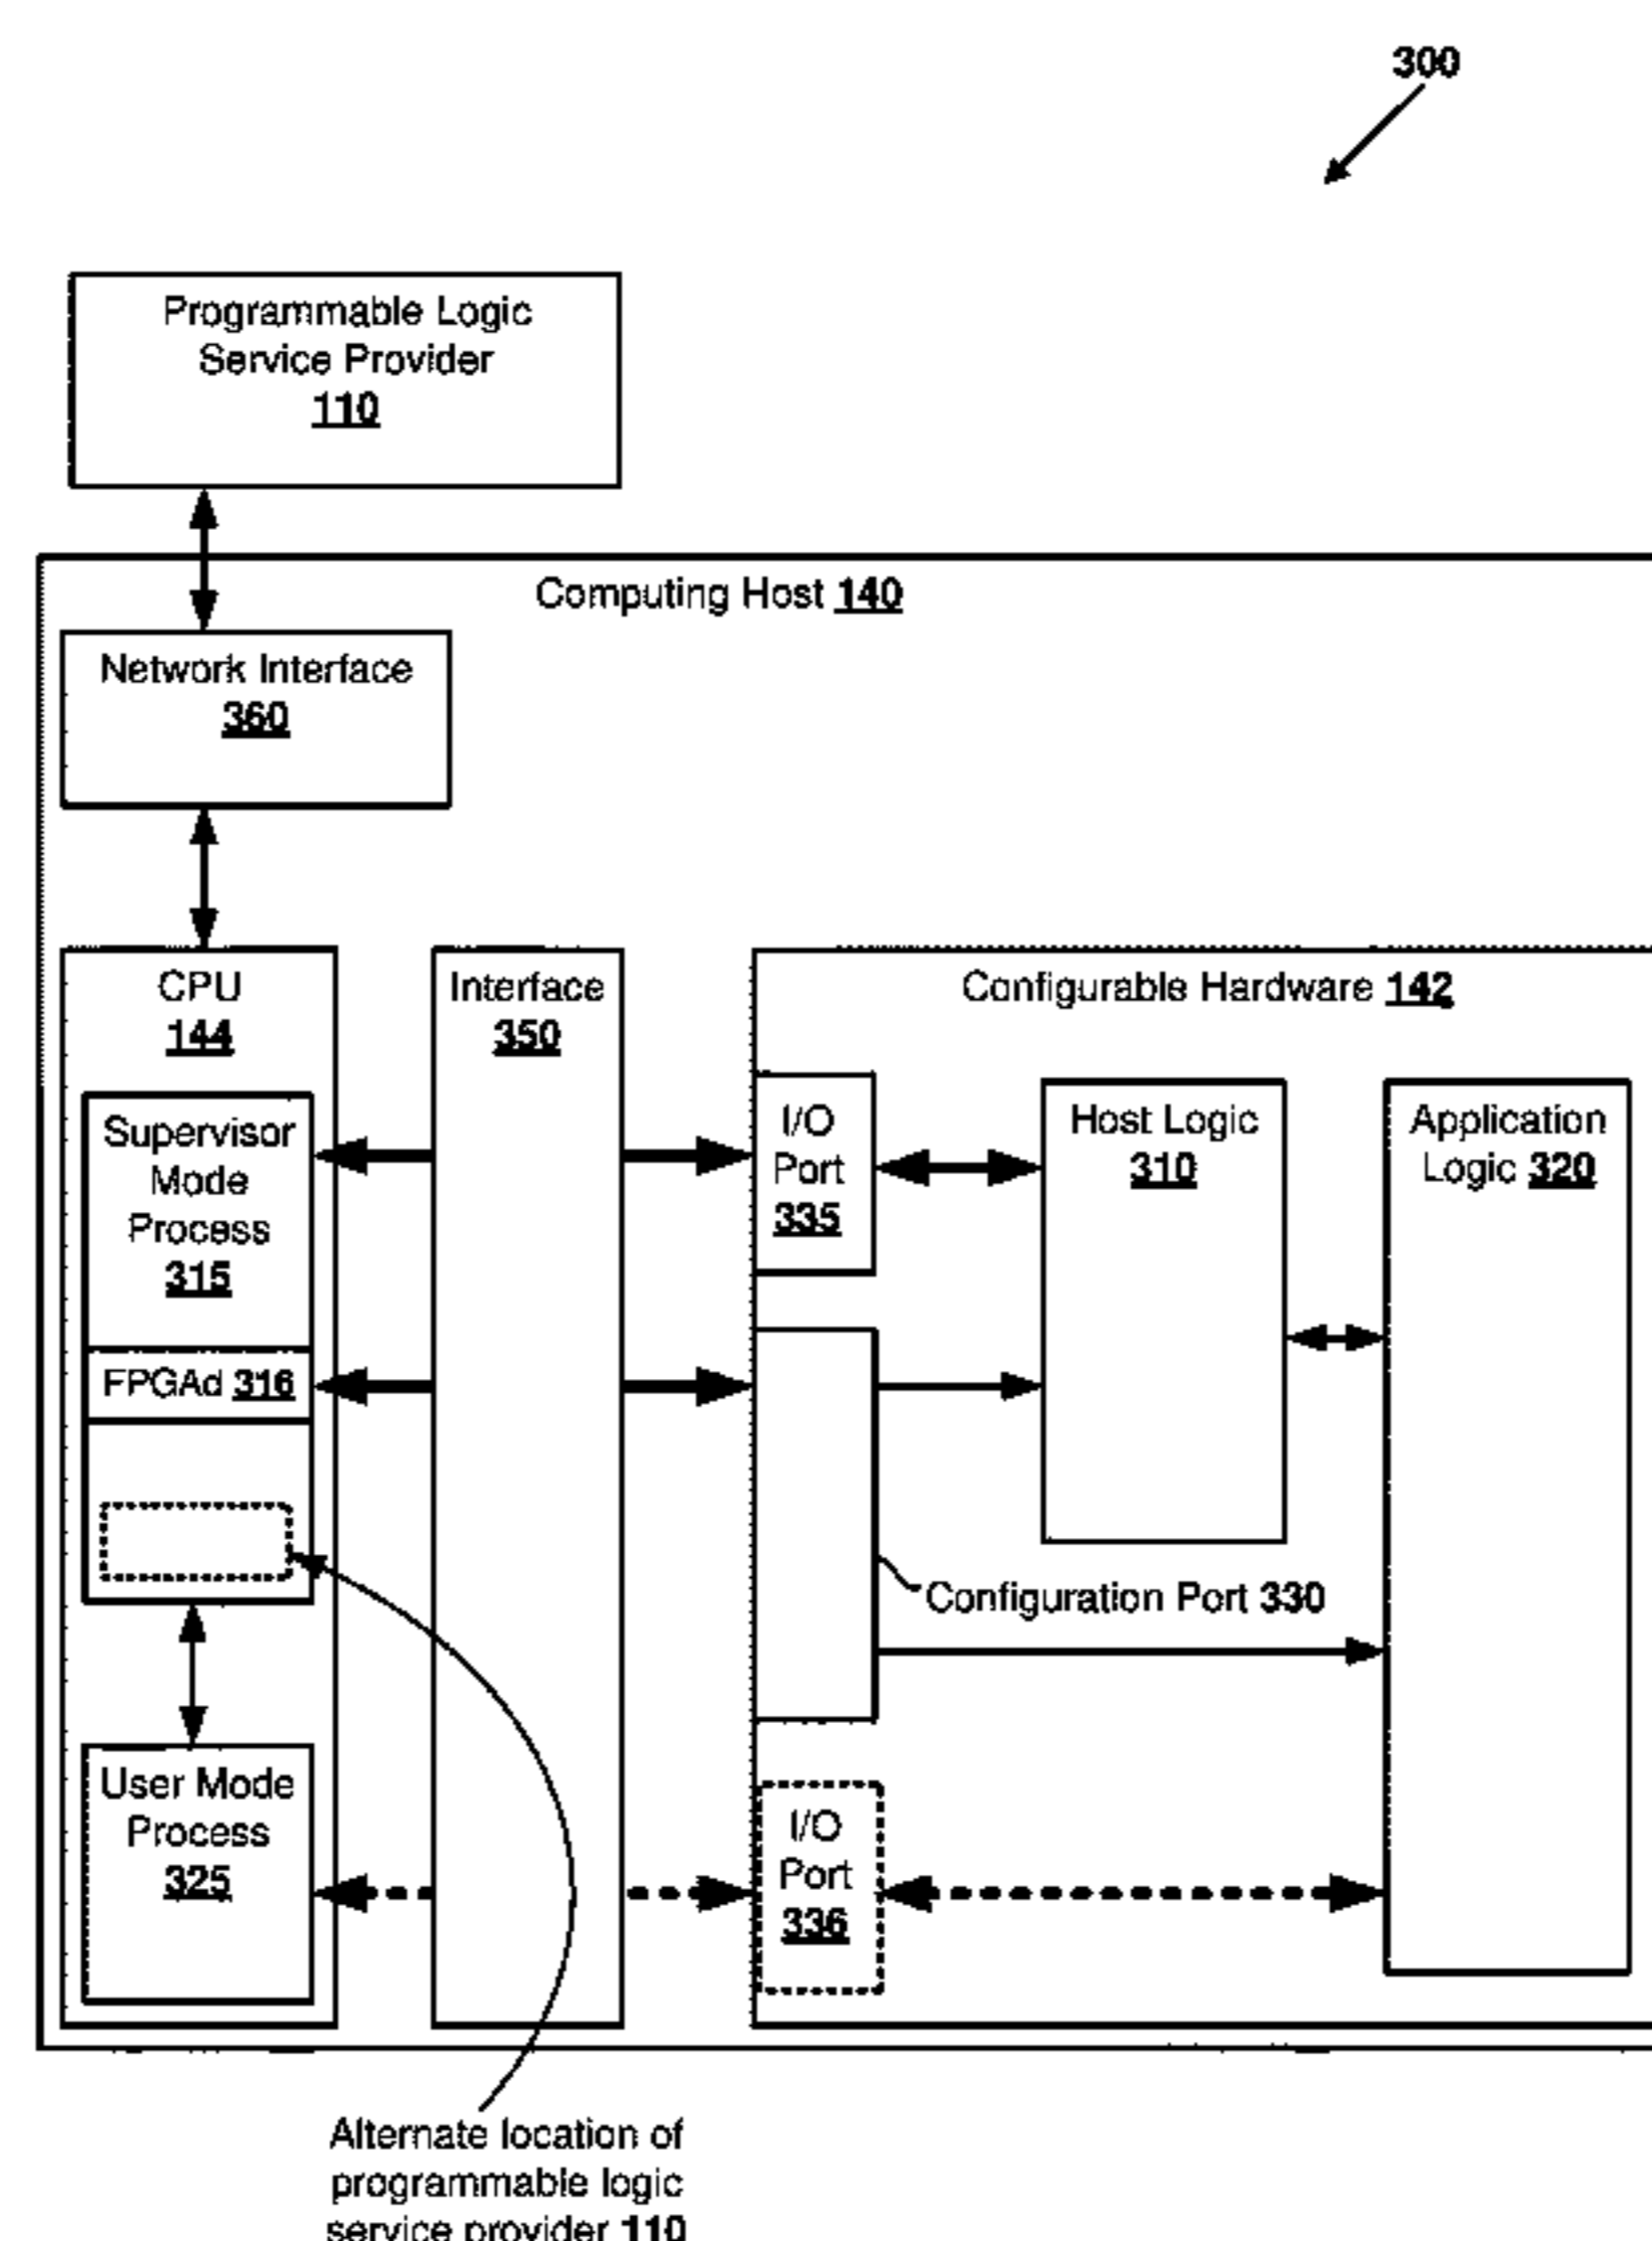 300
Programmable Logic
Service Provider
110
Computing Host 140
Network Interface
360
CPU
144
Interface
350
Configurable Hardware 142
Supervisor
Mode
Process
315
I/O
Port
335
Host Logic
310
Application
Logic 320
FPGAd 316
Configuration Port 330
User Mode
Process
325
I/O
Port
336
Alternate location of
programmable logic
service provider 110